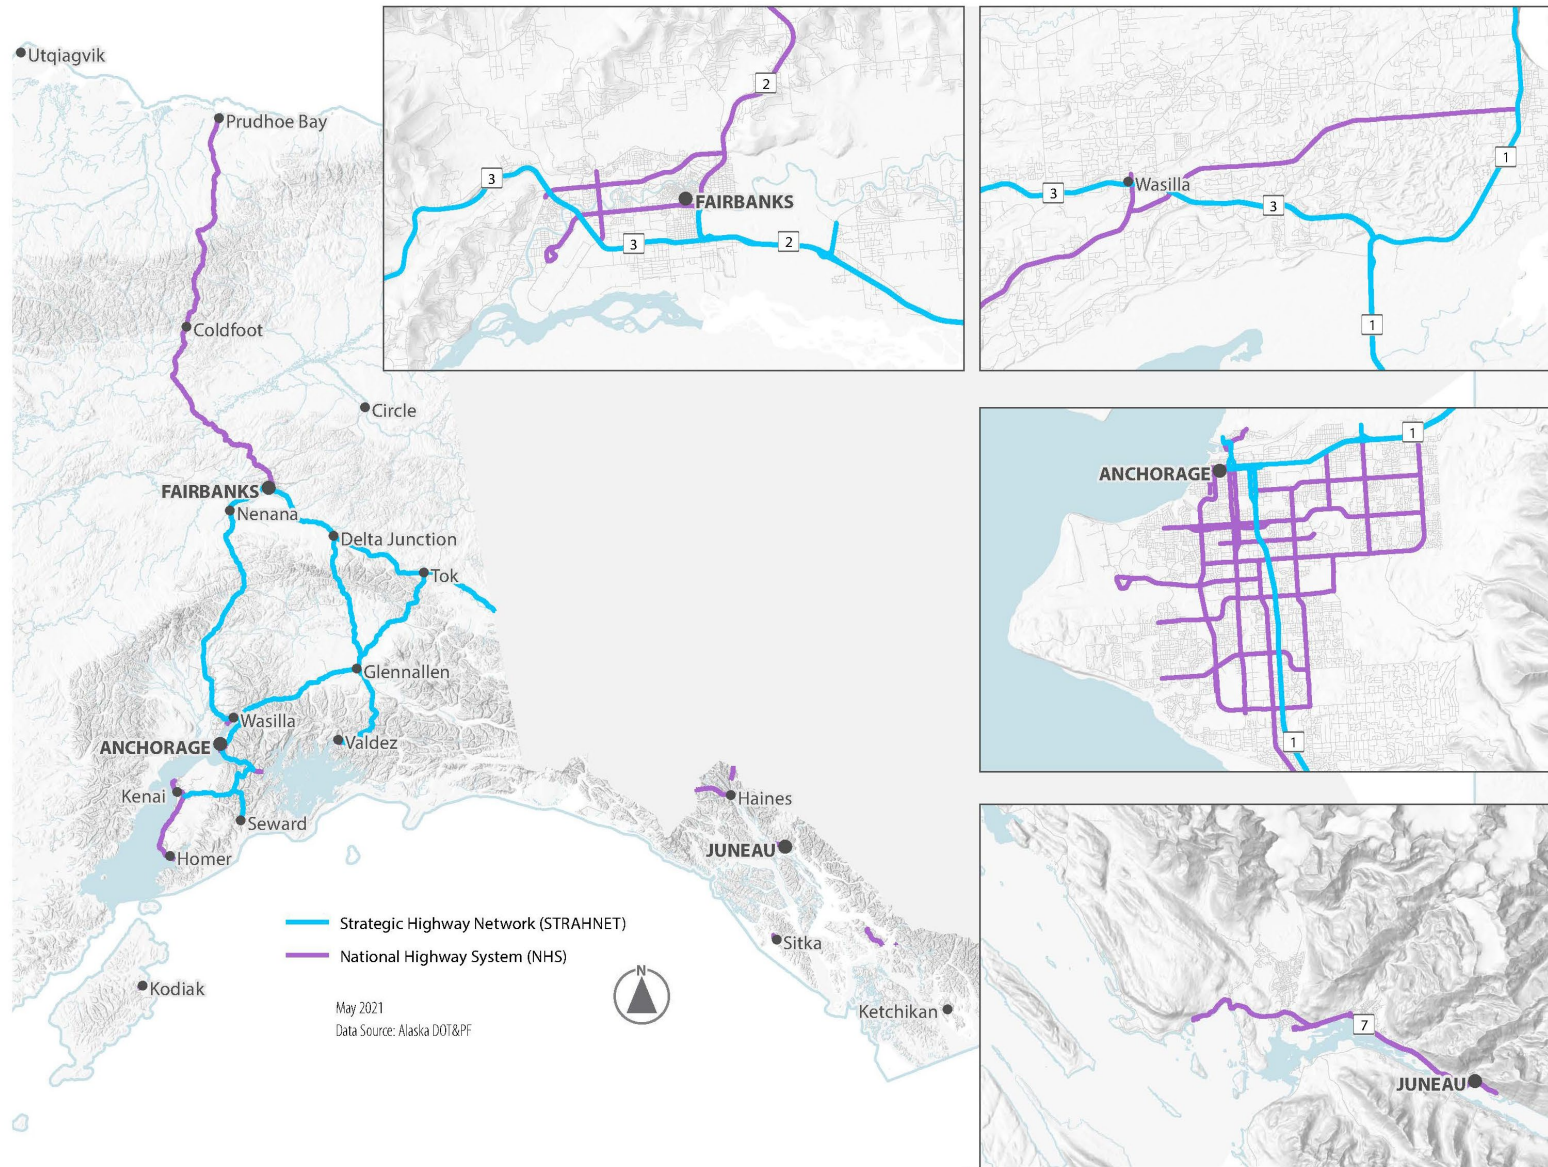 Utqiagvik
Prudhoe Bay
Coldfoot
Circle
FAIRBANKS
Nenana
Delta Junction
Tok
Glennallen
Wasilla
ANCHORAGE
Valdez
Kenai
Seward
Homer
Kodiak
Haines
JUNEAU
Sitka
Ketchikan
Strategic Highway Network (STRAHNET)
National Highway System (NHS)
May 2021
Data Source: Alaska DOT&PF
N
2
3
FAIRBANKS
3
2
1
Wasilla
3
3
1
1
ANCHORAGE
1
7
JUNEAU